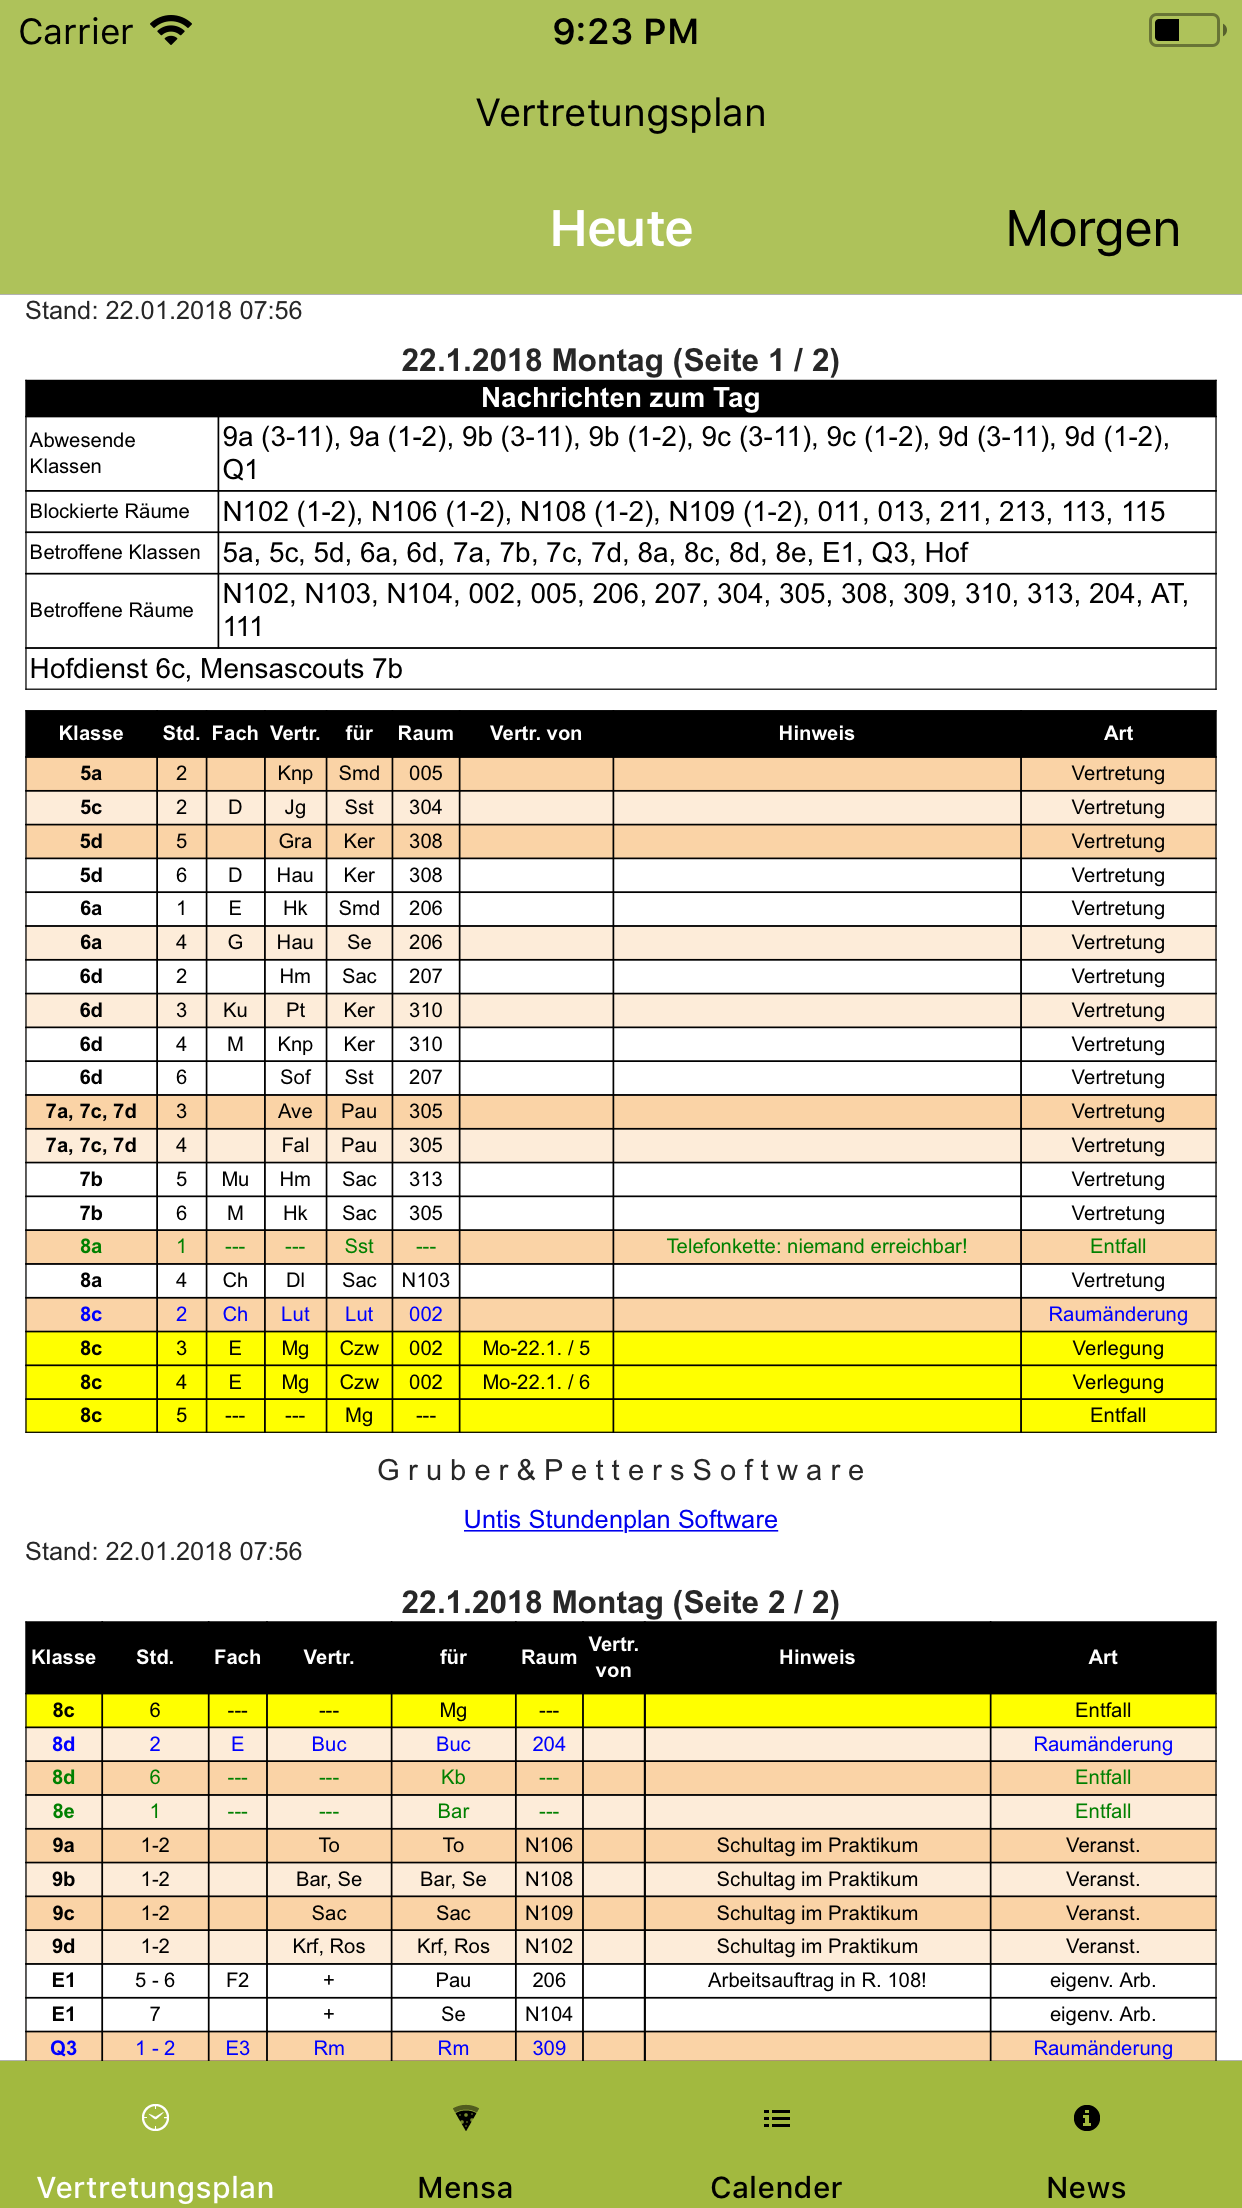 Carrier 9:23 PM
Vertretungsplan
Heute Morgen
Stand: 22.01.2018 07:56
22.1.2018 Montag (Seite 1 / 2)
Nachrichten zum Tag
Abwesende Klassen 9a (3-11), 9a (1-2), 9b (3-11), 9b (1-2), 9c (3-11), 9c (1-2), 9d (3-11), 9d (1-2),
Q1
Blockierte Räume N102 (1-2), N106 (1-2), N108 (1-2), N109 (1-2), 011, 013, 211, 213, 113, 115
Betroffene Klassen 5a, 5c, 5d, 6a, 6d, 7a, 7b, 7c, 7d, 8a, 8c, 8d, 8e, E1, Q3, Hof
Betroffene Räume N102, N103, N104, 002, 005, 206, 207, 304, 305, 308, 309, 310, 313, 204, AT,
111
Hofdienst 6c, Mensascouts 7b
Klasse Std. Fach Vertr. für Raum Vertr. von Hinweis Art
5a 2 Knp Smd 005 Vertretung
5c 2 D Jg Sst 304 Vertretung
5d 5 Gra Ker 308 Vertretung
5d 6 D Hau Ker 308 Vertretung
6a 1 E Hk Smd 206 Vertretung
6a 4 G Hau Se 206 Vertretung
6d 2 Hm Sac 207 Vertretung
6d 3 Ku Pt Ker 310 Vertretung
6d 4 M Knp Ker 310 Vertretung
6d 6 Sof Sst 207 Vertretung
7a, 7c, 7d 3 Ave Pau 305 Vertretung
7a, 7c, 7d 4 Fal Pau 305 Vertretung
7b 5 Mu Hm Sac 313 Vertretung
7b 6 M Hk Sac 305 Vertretung
8a 1 --- --- Sst --- Telefonkette: niemand erreichbar! Entfall
8a 4 Ch Dl Sac N103 Vertretung
8c 2 Ch Lut Lut 002 Raumänderung
8c 3 E Mg Czw 002 Mo-22.1. / 5 Verlegung
8c 4 E Mg Czw 002 Mo-22.1. / 6 Verlegung
8c 5 --- --- Mg --- Entfall
G r u b e r & P e t t e r s S o f t w a r e
Untis Stundenplan Software
Stand: 22.01.2018 07:56
22.1.2018 Montag (Seite 2 / 2)
Klasse Std. Fach Vertr. für Raum Vertr. von Hinweis Art
8c 6 --- --- Mg --- Entfall
8d 2 E Buc Buc 204 Raumänderung
8d 6 --- --- Kb --- Entfall
8e 1 --- --- Bar --- Entfall
9a 1-2 To To N106 Schultag im Praktikum Veranst.
9b 1-2 Bar, Se Bar, Se N108 Schultag im Praktikum Veranst.
9c 1-2 Sac Sac N109 Schultag im Praktikum Veranst.
9d 1-2 Krf, Ros Krf, Ros N102 Schultag im Praktikum Veranst.
E1 5 - 6 F2 + Pau 206 Arbeitsauftrag in R. 108! eigenv. Arb.
E1 7 + Se N104 eigenv. Arb.
Q3 1 - 2 E3 Rm Rm 309 Raumänderung
Vertretungsplan Mensa Calender News